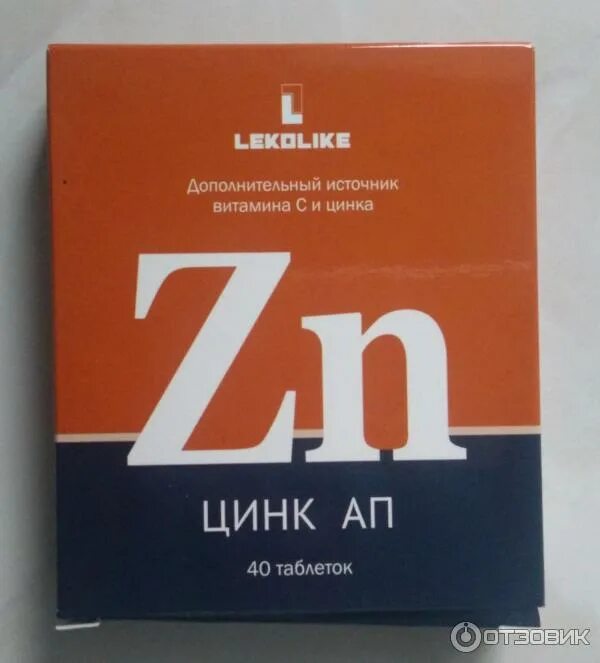 L
LEKOLIKE
Дополнительный источник
витамина С и цинка
Zn
ЦИНК АП
40 таблеток
ОТЗОВИК